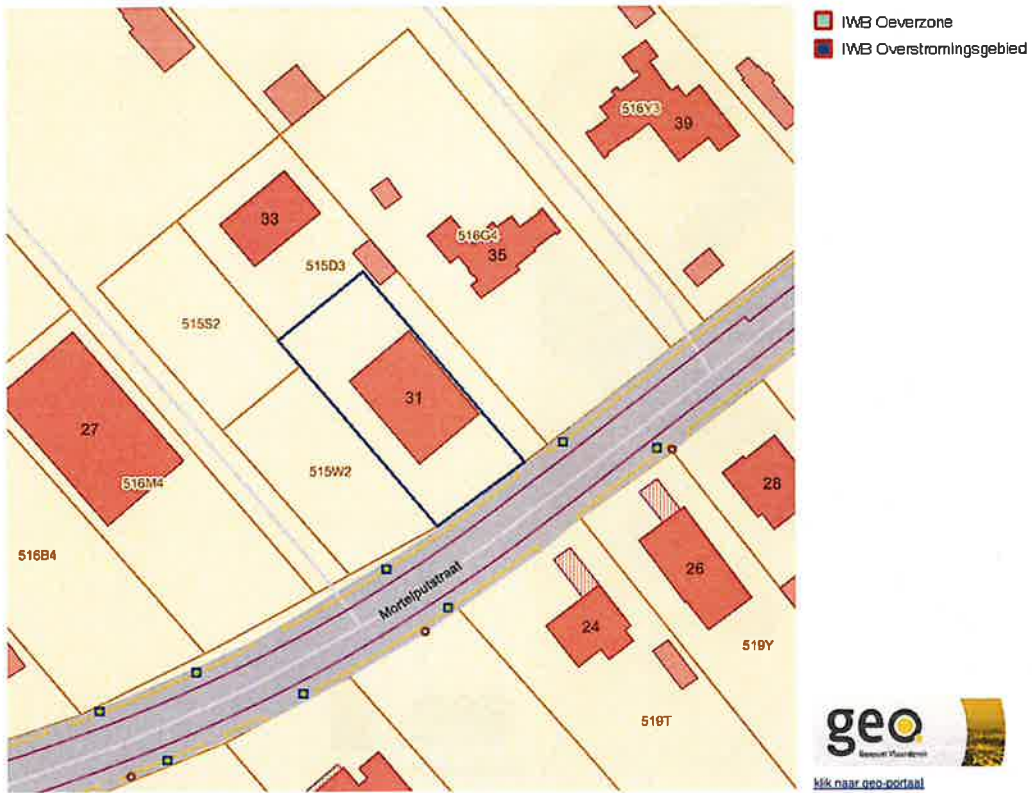 IWB Oeverzone
IWB Overstromingsgebied
516Y3
39
33
516G4
35
515D3
515S2
31
27
515W2
516M4
28
516B4
26
Mortelputstraat
24
519Y
519T
geo
klik naar geo-portaal